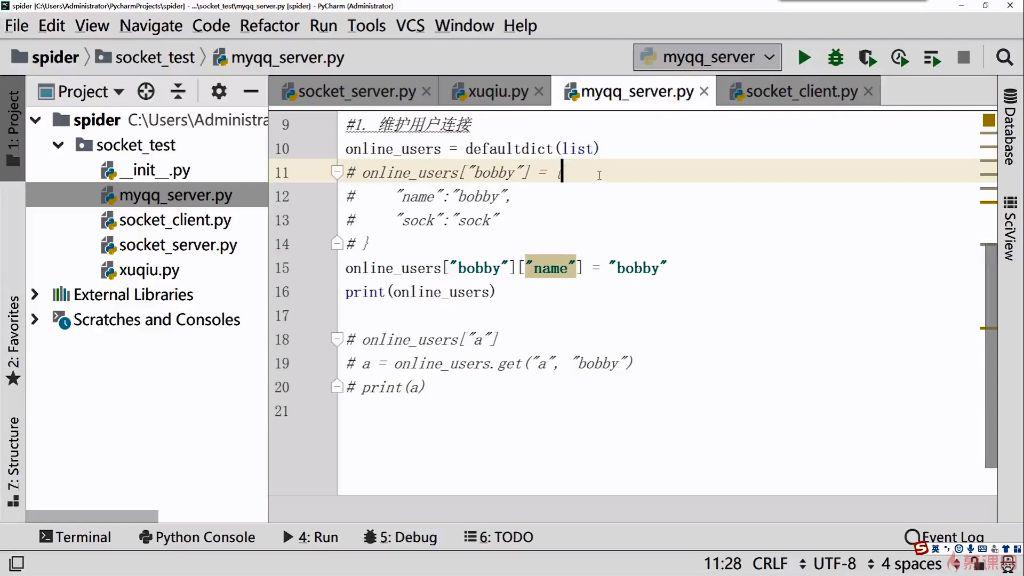 spider [C:\Users\Administrator\PycharmProjects\spider] - ...\socket_test\myqq_server.py [spider] - PyCharm (Administrator)
File Edit View Navigate Code Refactor Run Tools VCS Window Help
spider socket_test myqq_server.py myqq_server
Project socket_server.py xuqiu.py myqq_server.py socket_client.py
1: Project
2: Favorites
7: Structure
spider C:\Users\Administra
socket_test
__init__.py
myqq_server.py
socket_client.py
socket_server.py
xuqiu.py
External Libraries
Scratches and Consoles
9 #1. 维护用户连接
10 online_users = defaultdict(list)
11 # online_users["bobby"] = {
12 # "name":"bobby",
13 # "sock":"sock"
14 # }
15 online_users["bobby"]["name"] = "bobby"
16 print(online_users)
17
18 # online_users["a"]
19 # a = online_users.get("a", "bobby")
20 # print(a)
21
Database
SciView
Terminal Python Console 4: Run 5: Debug 6: TODO Event Log
英
11:28 CRLF UTF-8 4 spaces